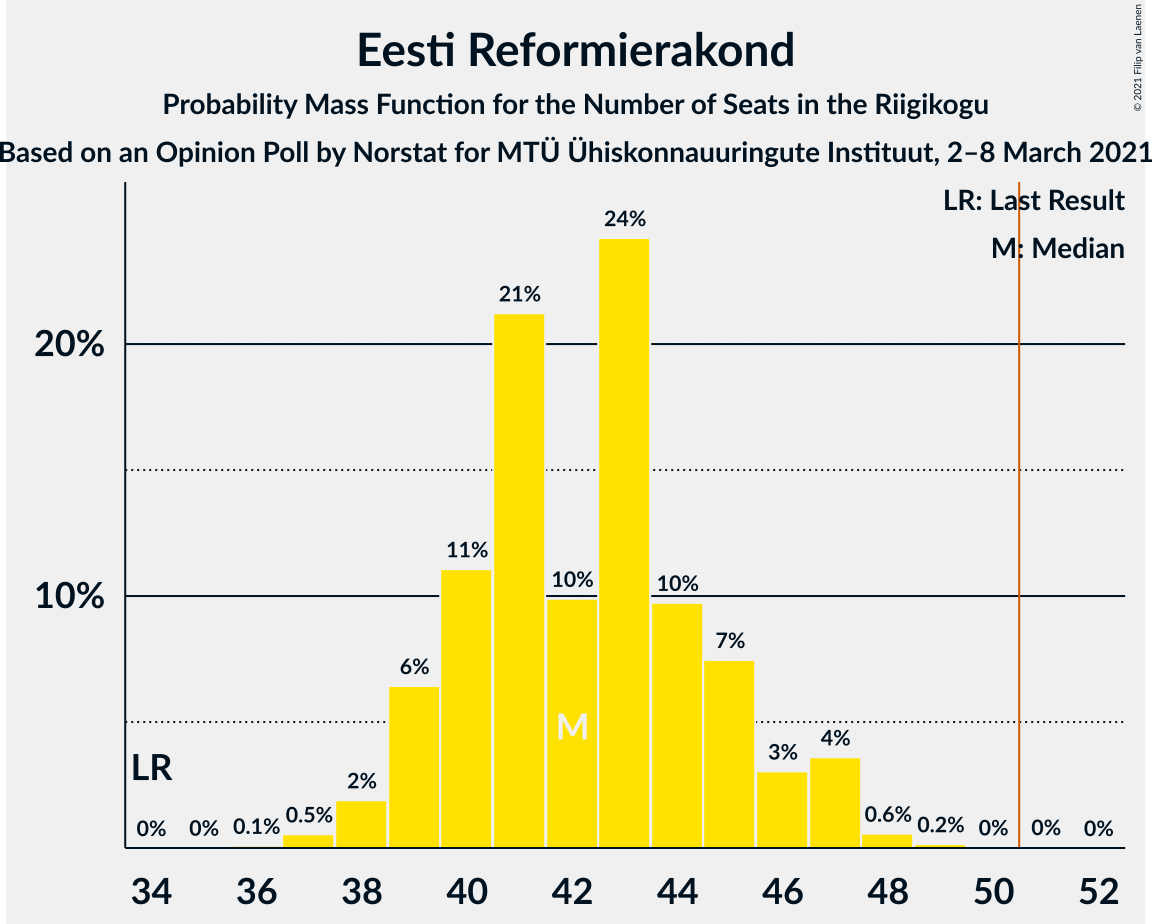 Eesti Reformierakond
Probability Mass Function for the Number of Seats in the Riigikogu
Based on an Opinion Poll by Norstat for MTÜ Ühiskonnauuringute Instituut, 2–8 March 2021
© 2021 Filip van Laenen
LR: Last Result
M: Median
24%
21%
20%
11%
10%
10%
10%
7%
6%
M
4%
3%
LR
2%
0% 0% 0.1% 0.5% 0.6% 0.2% 0% 0% 0%
34 36 38 40 42 44 46 48 50 52